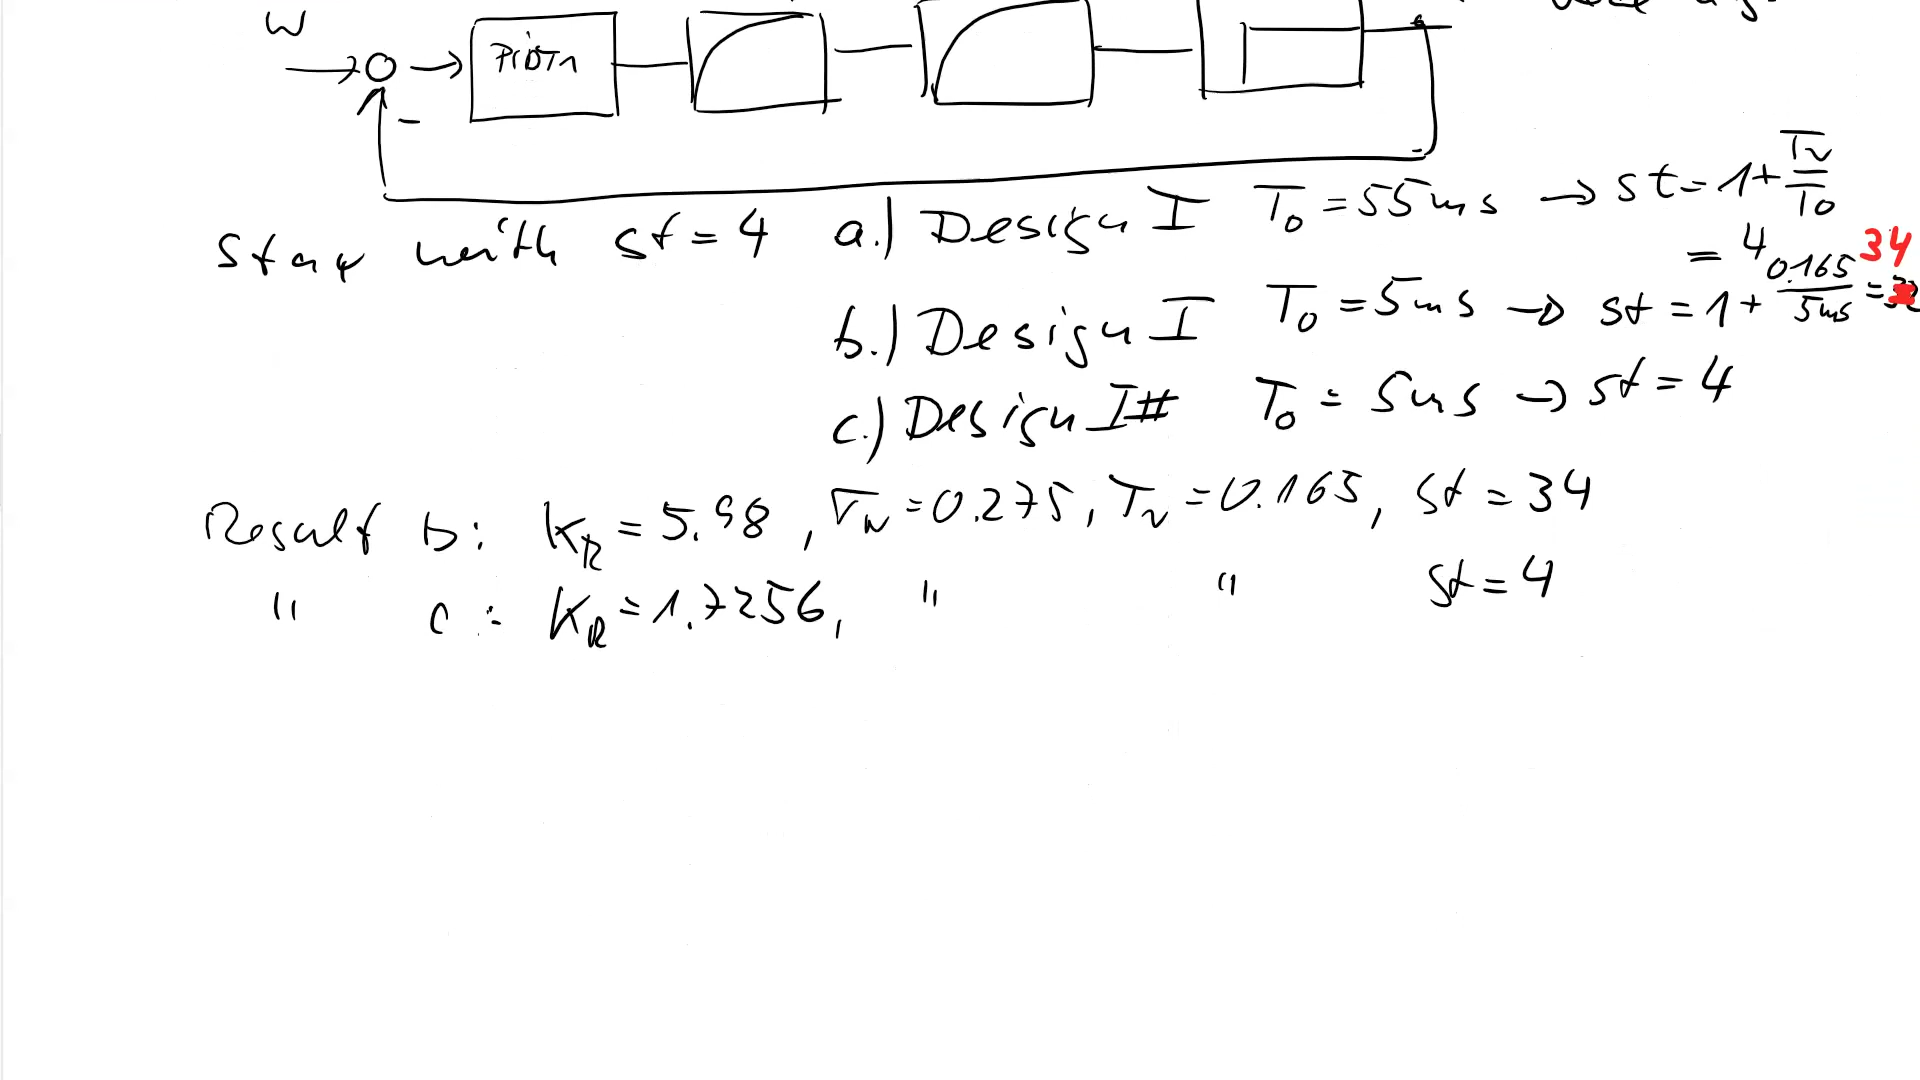 W
PIDTn
-
T₀ = 55ms → st = 1 + Tv/T₀
Stay with st = 4 a.) Design I
= 4
b.) Design I T₀ = 5ms → st = 1 + 0.165/5ms = 34
c.) Design I# T₀ = 5ms → st = 4
Result b: KR = 5.98, TN = 0.275, Tv = 0.165, st = 34
" c: KR = 1.7256, " " st = 4